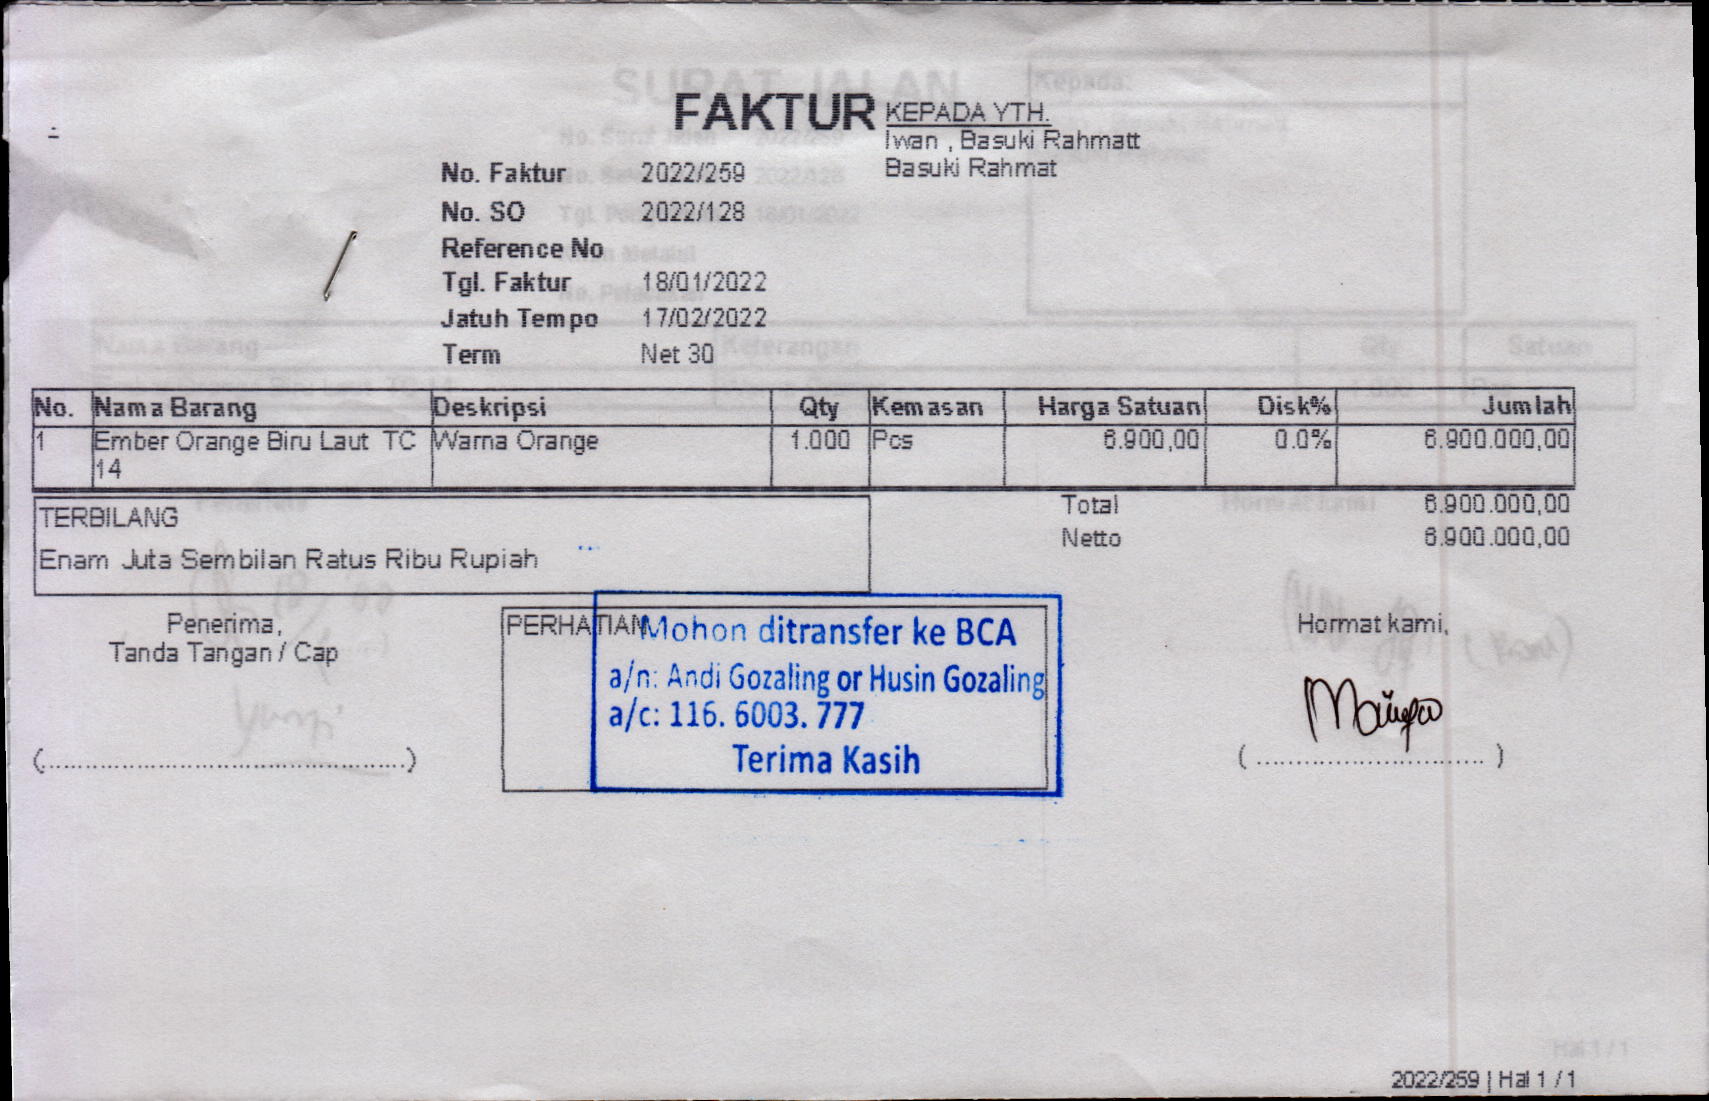 FAKTUR
KEPADA YTH.
Iwan , Basuki Rahmatt
Basuki Rahmat
No. Faktur 2022/259
No. SO 2022/128
Reference No
Tgl. Faktur 18/01/2022
Jatuh Tempo 17/02/2022
Term Net 30
No. Nama Barang Deskripsi Qty Kemasan Harga Satuan Disk% Jumlah
1 Ember Orange Biru Laut TC Warna Orange 1.000 Pcs 6.900,00 0.0% 6.900.000,00
14
Total 6.900.000,00
Netto 6.900.000,00
TERBILANG
Enam Juta Sembilan Ratus Ribu Rupiah
Penerima,
Tanda Tangan / Cap
(..............................................)
PERHATIAN
Mohon ditransfer ke BCA
a/n: Andi Gozaling or Husin Gozaling
a/c: 116. 6003. 777
Terima Kasih
Hormat kami,
( ............................. )
2022/259 | Hal 1 / 1